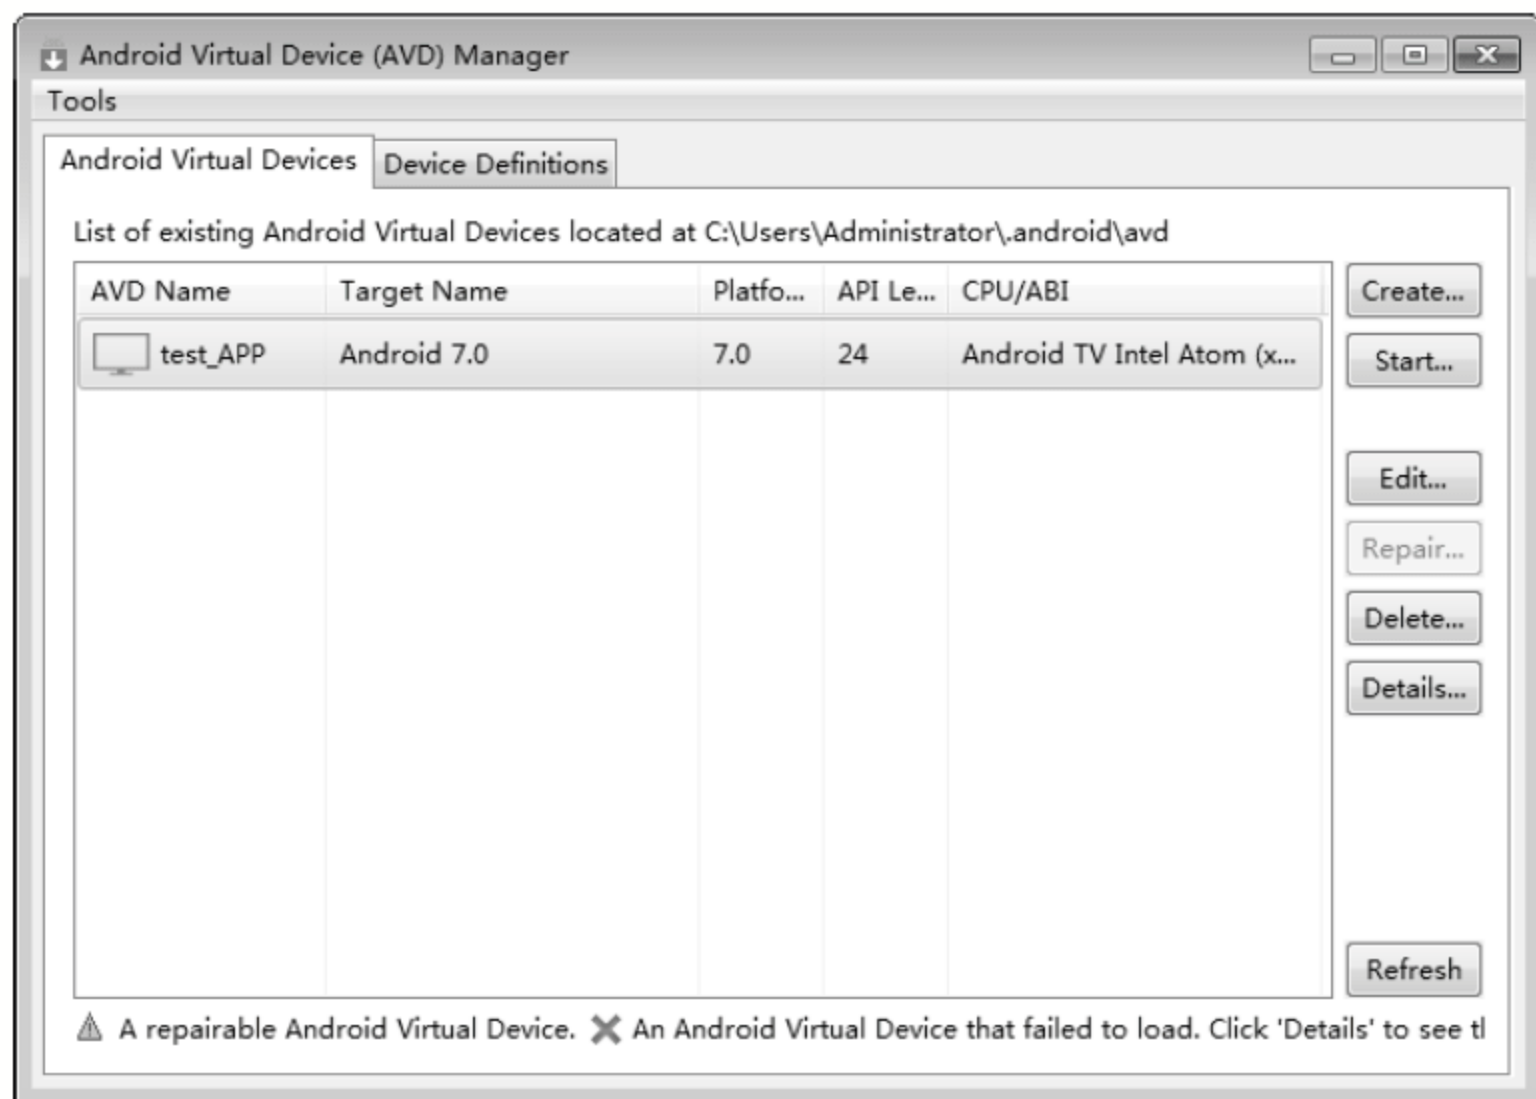 Android Virtual Device (AVD) Manager
Tools
Android Virtual Devices Device Definitions
List of existing Android Virtual Devices located at C:\Users\Administrator\.android\avd
AVD Name Target Name Platfo... API Le... CPU/ABI Create...
test_APP Android 7.0 7.0 24 Android TV Intel Atom (x... Start...
Edit...
Repair...
Delete...
Details...
Refresh
A repairable Android Virtual Device. An Android Virtual Device that failed to load. Click 'Details' to see